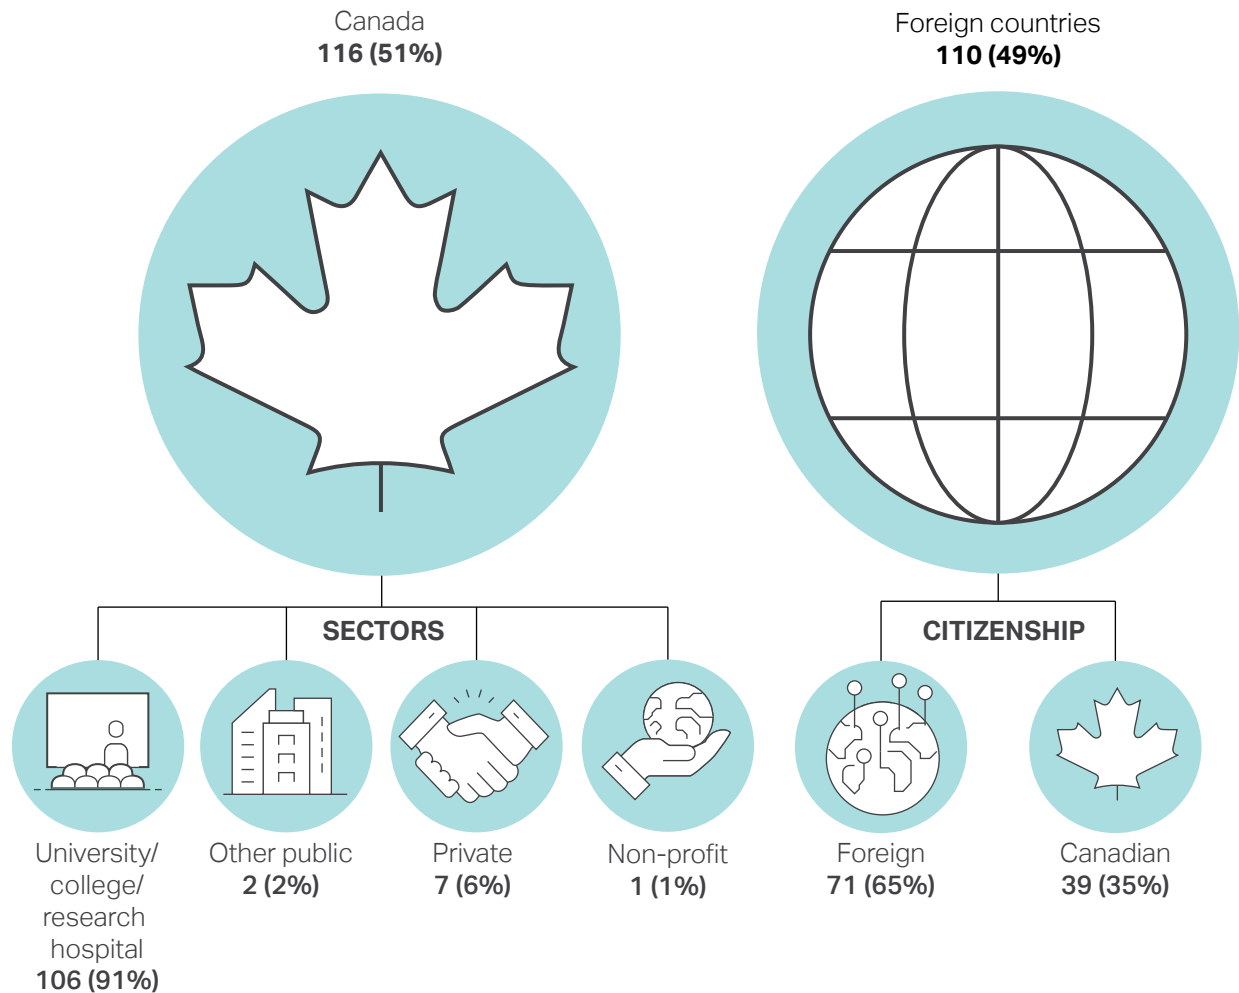 Canada
116 (51%)
Foreign countries
110 (49%)
SECTORS
CITIZENSHIP
University/
college/
research
hospital
106 (91%)
Other public
2 (2%)
Private
7 (6%)
Non-profit
1 (1%)
Foreign
71 (65%)
Canadian
39 (35%)